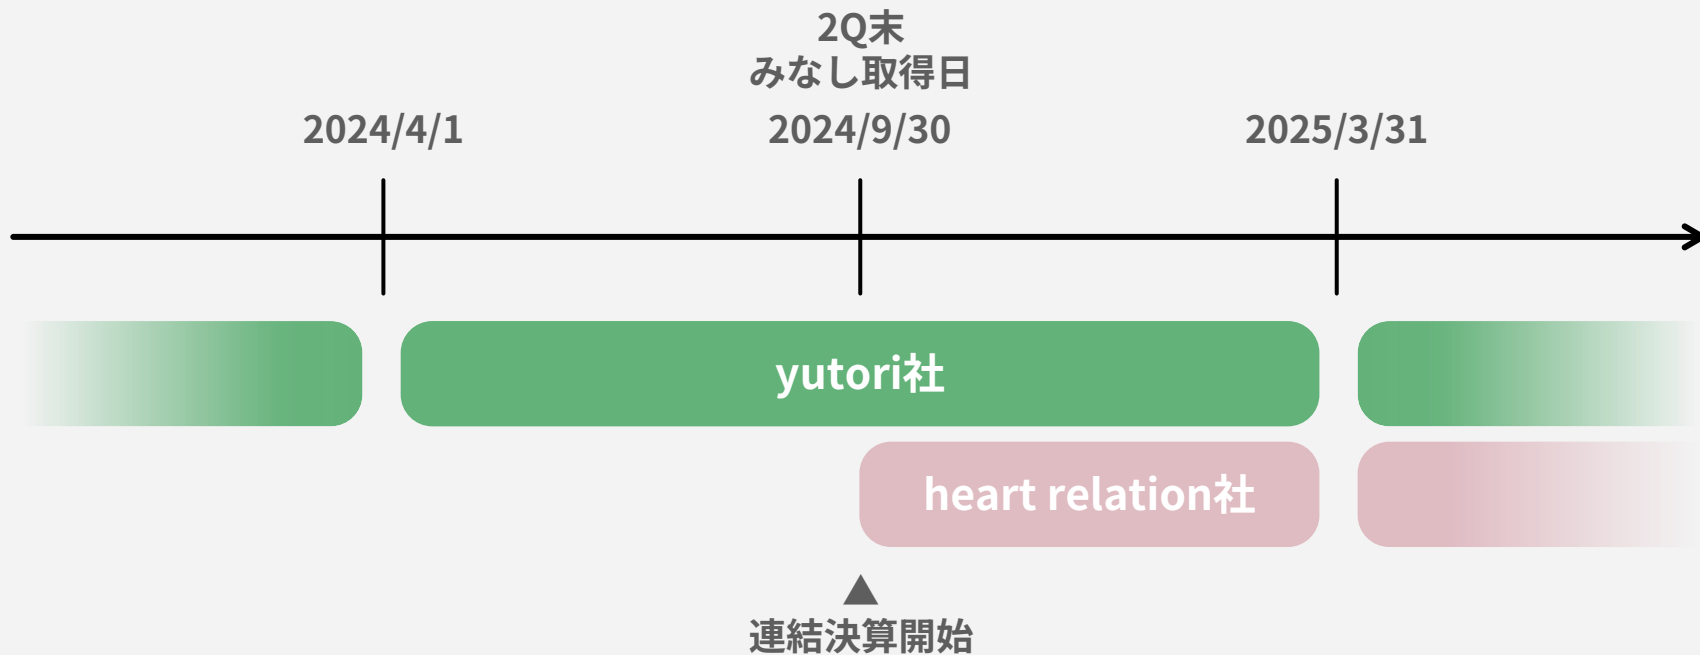 2Q末
みなし取得日
2024/4/1
2024/9/30
2025/3/31
yutori社
heart relation社
▲
連結決算開始